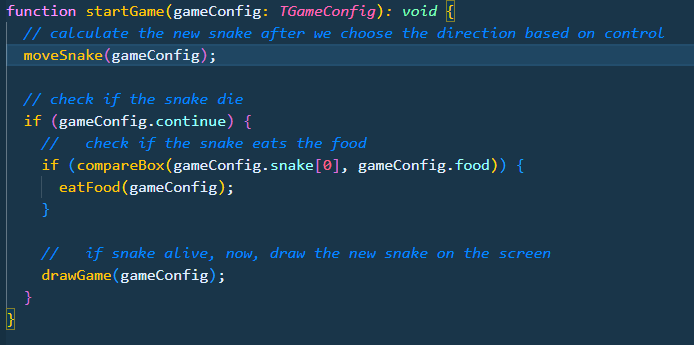 function startGame(gameConfig: TGameConfig): void {
  // calculate the new snake after we choose the direction based on control
  moveSnake(gameConfig);

  // check if the snake die
  if (gameConfig.continue) {
    //   check if the snake eats the food
    if (compareBox(gameConfig.snake[0], gameConfig.food)) {
      eatFood(gameConfig);
    }

    //   if snake alive, now, draw the new snake on the screen
    drawGame(gameConfig);
  }
}